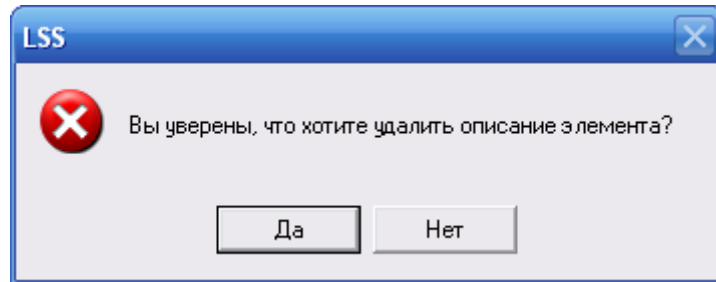 LSS
Вы уверены, что хотите удалить описание элемента?
Да
Нет